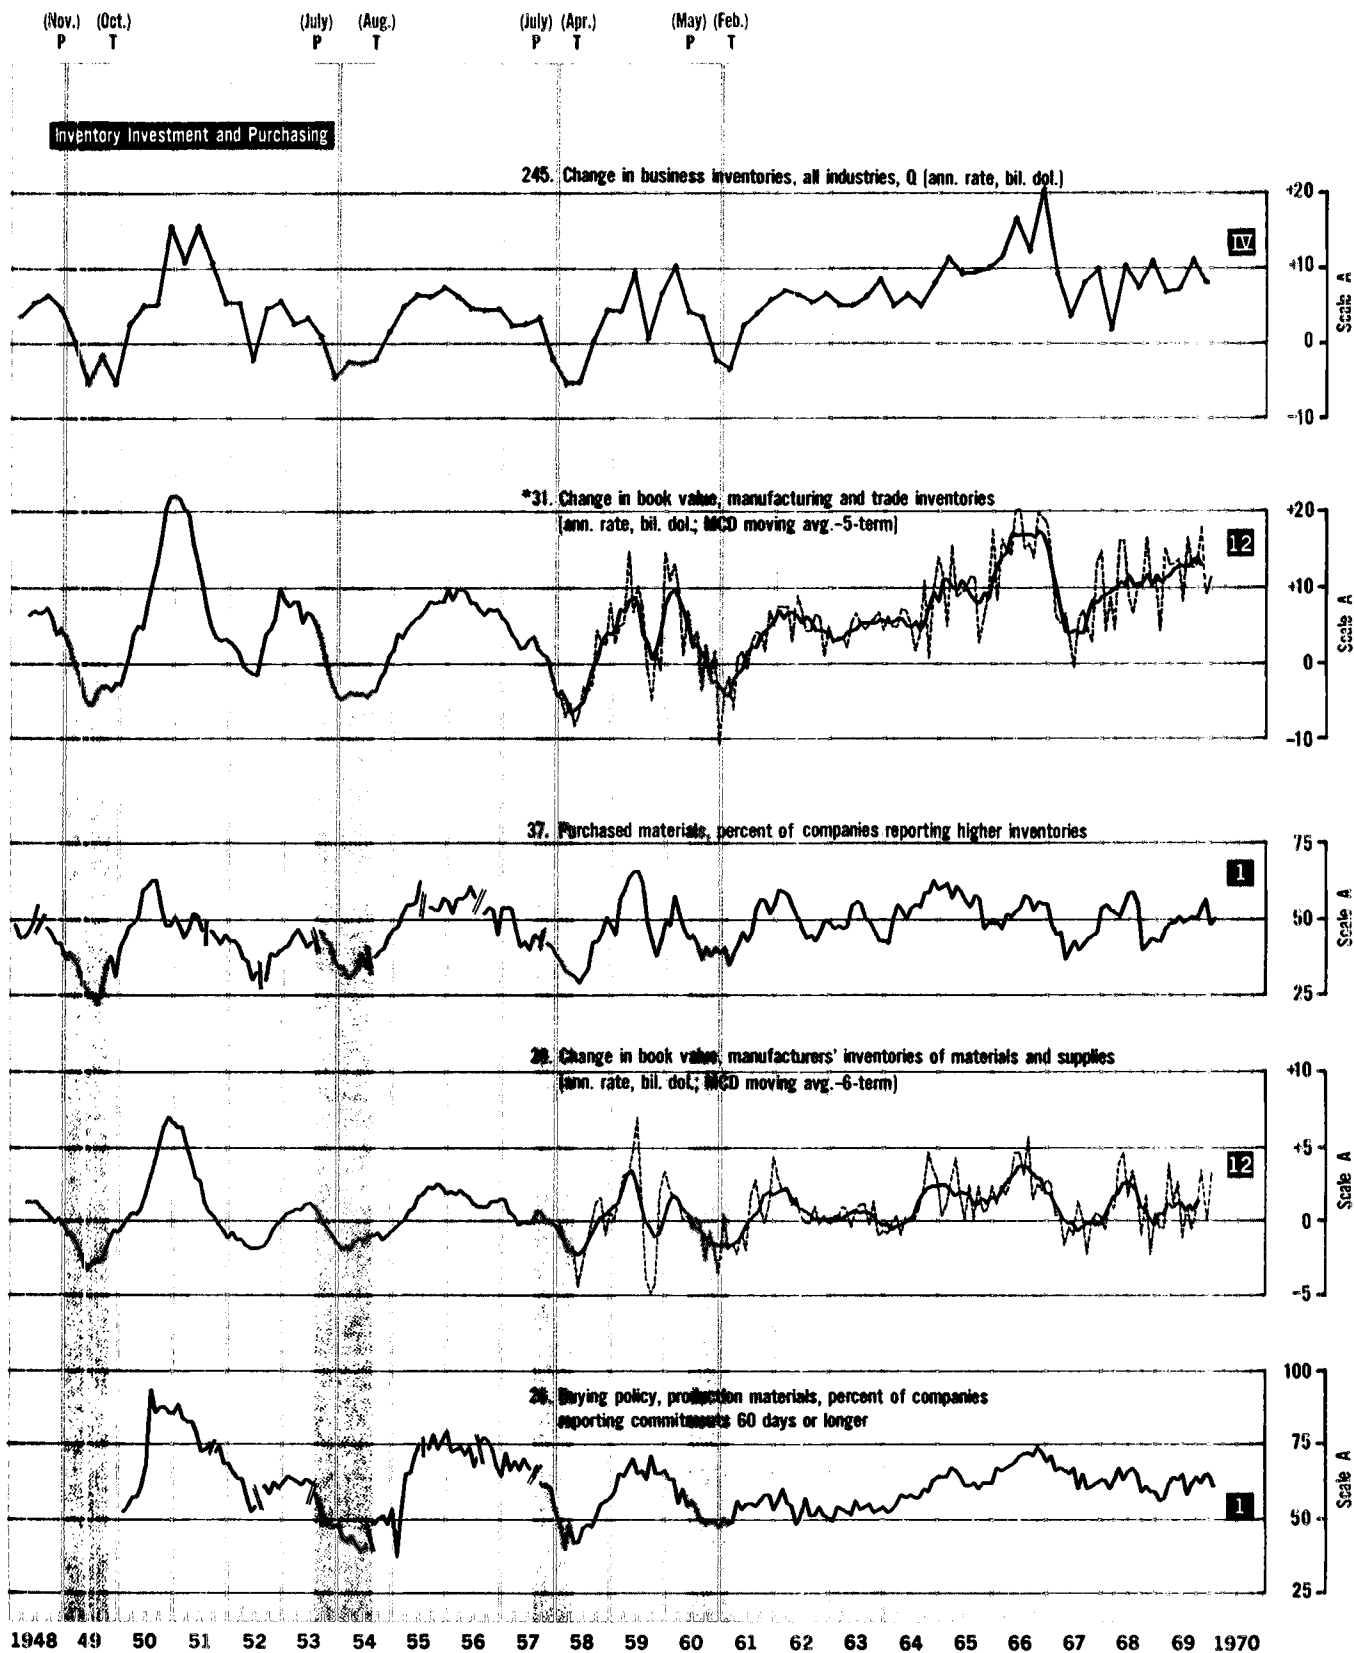 (Nov.) (Oct.) (July) (Aug.) (July) (Apr.) (May) (Feb.)
P T P T P T P T
Inventory Investment and Purchasing
245. Change in business inventories, all industries, Q (ann. rate, bil. dol.)
+20
IV
+10
Scale A
0
-10
*31. Change in book value, manufacturing and trade inventories
(ann. rate, bil. dol.; MCD moving avg.-5-term)
+20
12
+10
Scale A
0
-10
37. Purchased materials, percent of companies reporting higher inventories
75
1
50
Scale A
25
20. Change in book value, manufacturers' inventories of materials and supplies
(ann. rate, bil. dol.; MCD moving avg.-6-term)
+10
+5
12
Scale A
0
-5
26. Buying policy, production materials, percent of companies
reporting commitments 60 days or longer
100
75
Scale A
50
1
25
1948 49 50 51 52 53 54 55 56 57 58 59 60 61 62 63 64 65 66 67 68 69 1970